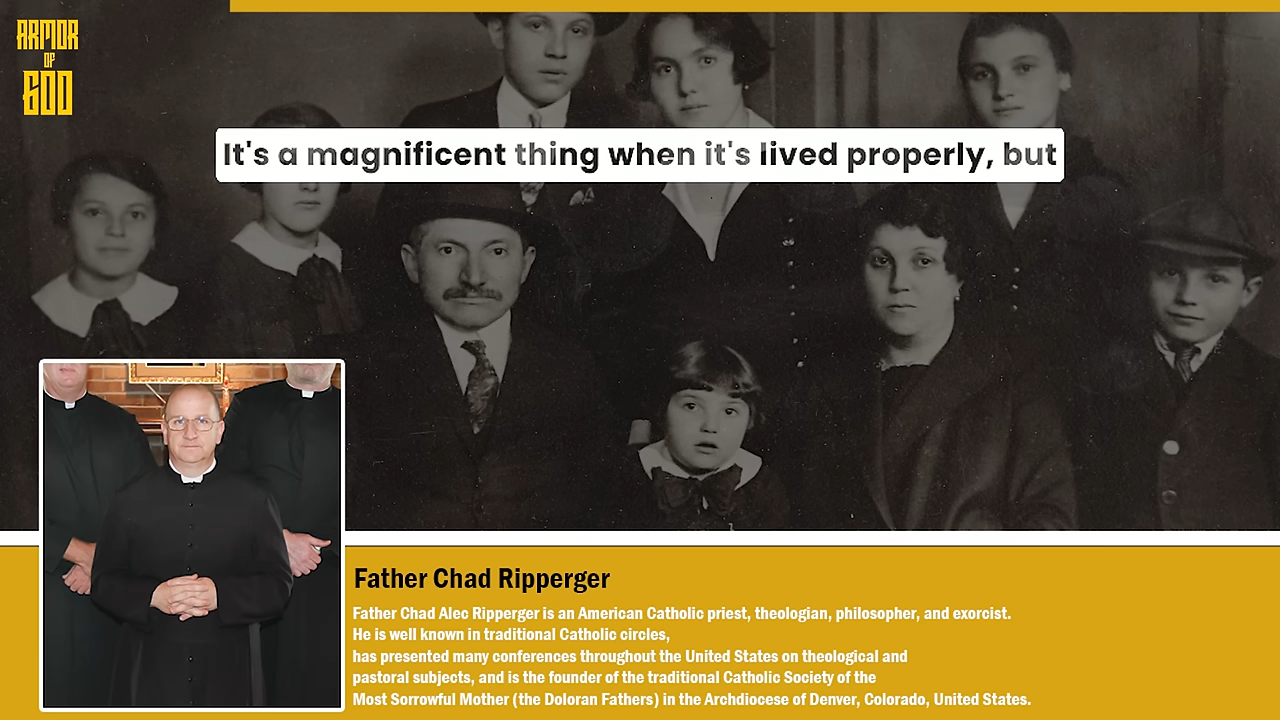 ARMOR
OF
GOD
It's a magnificent thing when it's lived properly, but
Father Chad Ripperger
Father Chad Alec Ripperger is an American Catholic priest, theologian, philosopher, and exorcist.
He is well known in traditional Catholic circles,
has presented many conferences throughout the United States on theological and
pastoral subjects, and is the founder of the traditional Catholic Society of the
Most Sorrowful Mother (the Doloran Fathers) in the Archdiocese of Denver, Colorado, United States.